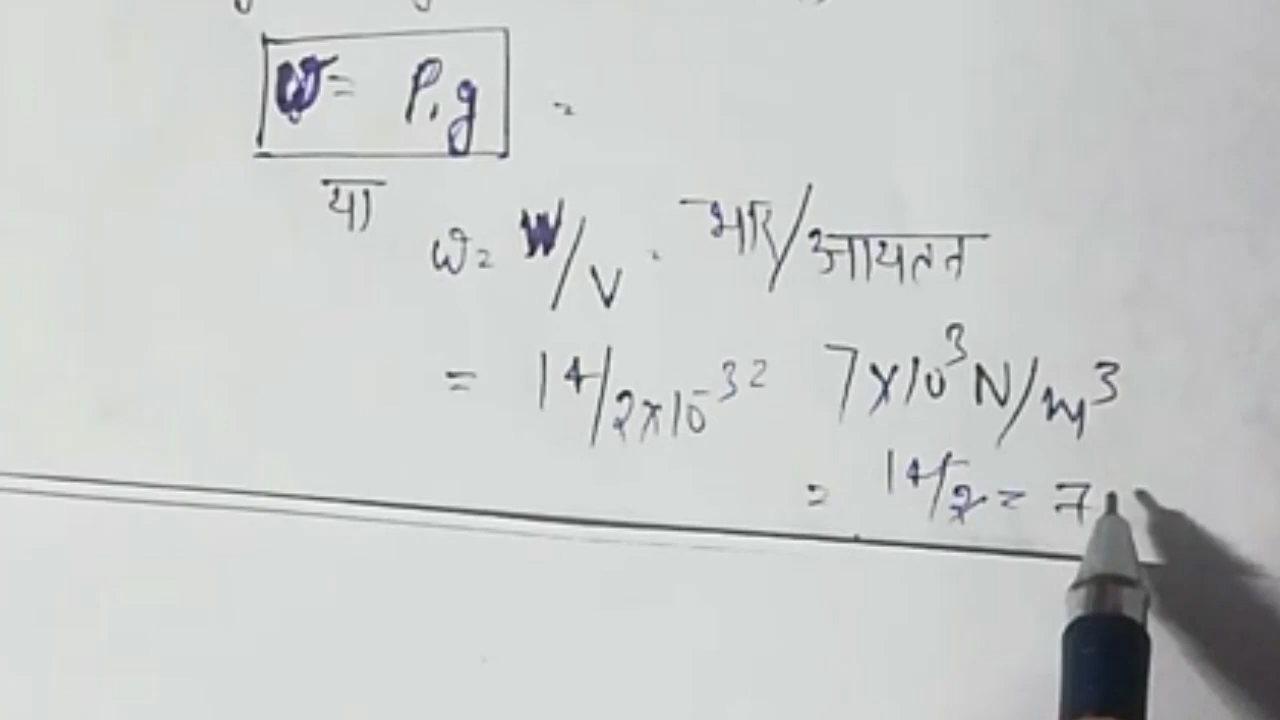 ω = ρ.g =
या
ω = W/V . भार/आयतन
= 14/2×10⁻³ = 7×10³ N/m³
= 14/2 = 7